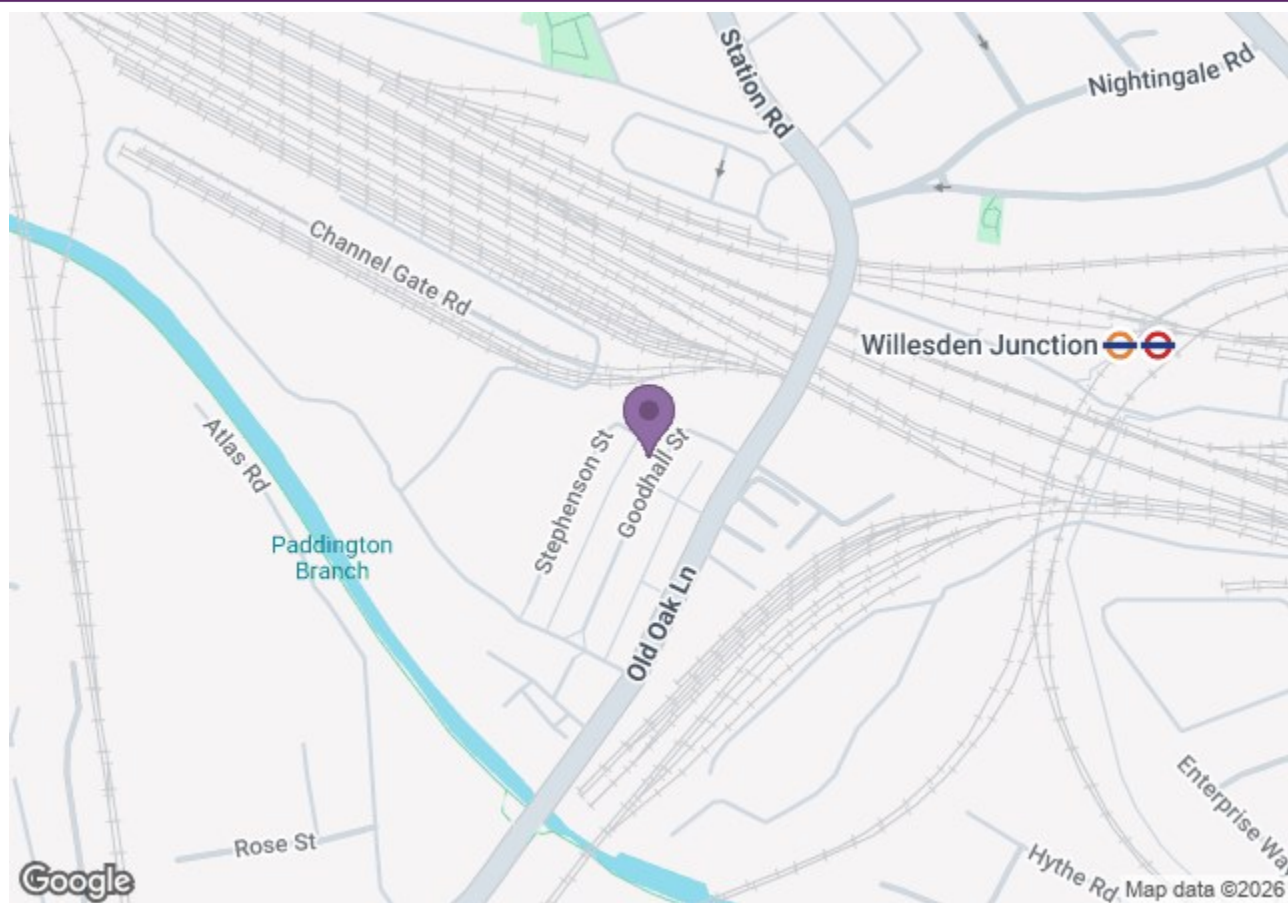 Station Rd
Nightingale Rd
Channel Gate Rd
Willesden Junction
Stephenson St
Goodhall St
Atlas Rd
Paddington
Branch
Old Oak Ln
Enterprise Way
Rose St
Hythe Rd
Google
Map data ©2026